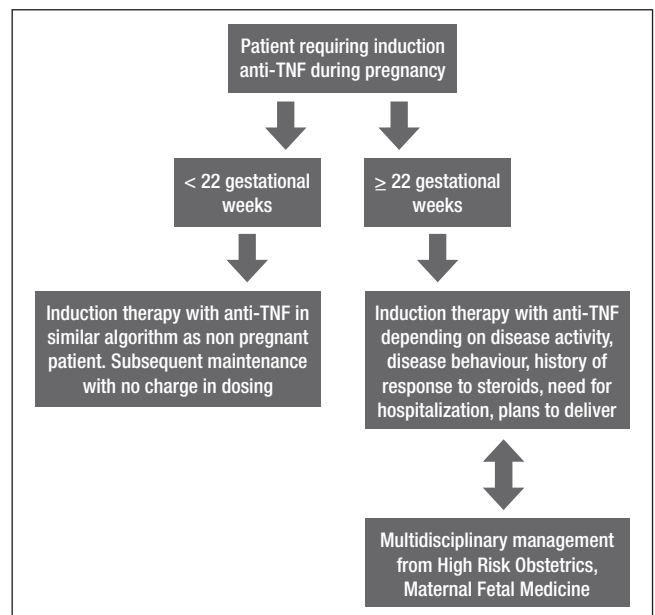 Patient requiring induction
anti-TNF during pregnancy
< 22 gestational
weeks
≥ 22 gestational
weeks
Induction therapy with anti-TNF in
similar algorithm as non pregnant
patient. Subsequent maintenance
with no charge in dosing
Induction therapy with anti-TNF
depending on disease activity,
disease behaviour, history of
response to steroids, need for
hospitalization, plans to deliver
Multidisciplinary management
from High Risk Obstetrics,
Maternal Fetal Medicine